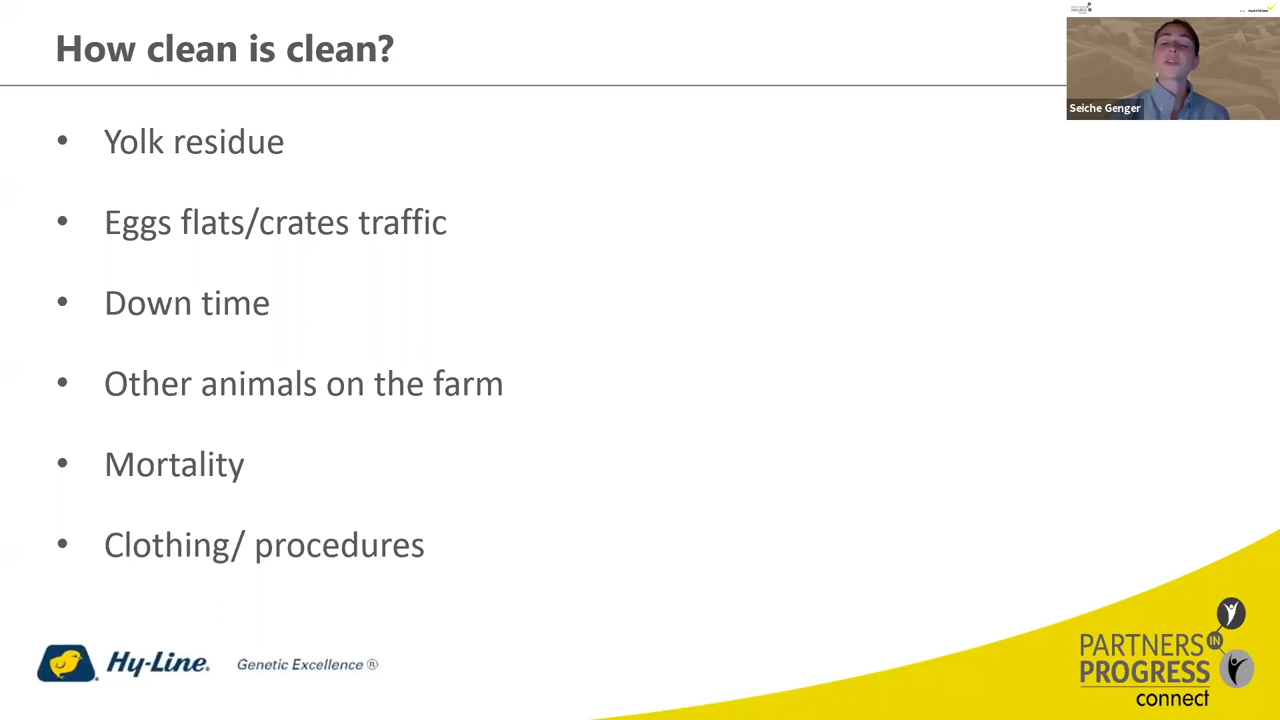 How clean is clean?
Seiche Genger
• Yolk residue
• Eggs flats/crates traffic
• Down time
• Other animals on the farm
• Mortality
• Clothing/ procedures
Hy-Line®
Genetic Excellence ®
PARTNERS IN
PROGRESS
connect
nutrition